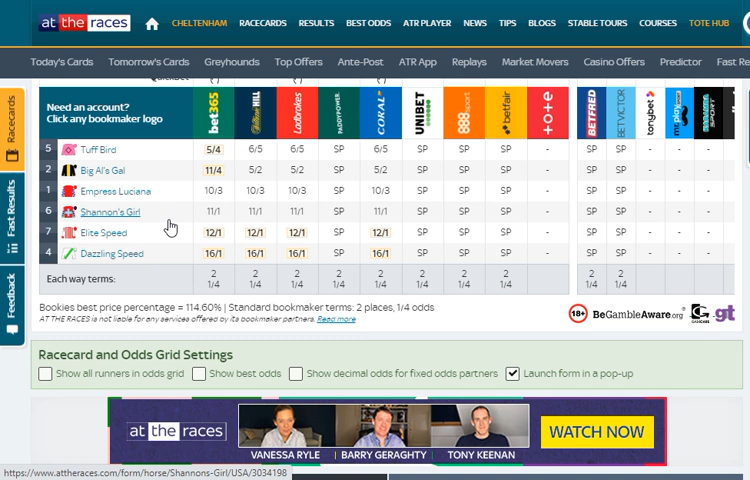 at the races CHELTENHAM RACECARDS RESULTS BEST ODDS ATR PLAYER NEWS TIPS BLOGS STABLE TOURS COURSES TOTE HUB
Today's Cards Tomorrow's Cards Greyhounds Top Offers Ante-Post ATR App Replays Market Movers Casino Offers Predictor Fast Re
QuickBet
Racecards
Fast Results
Feedback
Need an account?
Click any bookmaker logo
bet365 William HILL Ladbrokes PADDYPOWER CORAL UNIBET 888sport betfair tote BETFRED BETVICTOR tonybet
5 Tuff Bird 5/4 6/5 6/5 SP 6/5 SP SP SP - SP SP - - -
2 Big Al's Gal 11/4 5/2 5/2 SP 5/2 SP SP SP - SP SP - - -
1 Empress Luciana 10/3 10/3 10/3 SP 10/3 SP SP SP - SP SP - - -
6 Shannon's Girl 11/1 11/1 11/1 SP 11/1 SP SP SP - SP SP - - -
7 Elite Speed 12/1 12/1 12/1 SP 12/1 SP SP SP - SP SP - - -
4 Dazzling Speed 16/1 16/1 16/1 SP 16/1 SP SP SP - SP SP - - -
Each way terms: 2 2 2 2 2 2 2 2 2 2
1/4 1/4 1/4 1/4 1/4 1/4 1/4 1/4 1/4 1/4
Bookies best price percentage = 114.60% | Standard bookmaker terms: 2 places, 1/4 odds
AT THE RACES is not liable for any services offered by its bookmaker partners. Read more
18+ BeGambleAware.org GAMCARE gt
Racecard and Odds Grid Settings
Show all runners in odds grid Show best odds Show decimal odds for fixed odds partners Launch form in a pop-up
at the races
VANESSA RYLE | BARRY GERAGHTY | TONY KEENAN
WATCH NOW
https://www.attheraces.com/form/horse/Shannons-Girl/USA/3034198